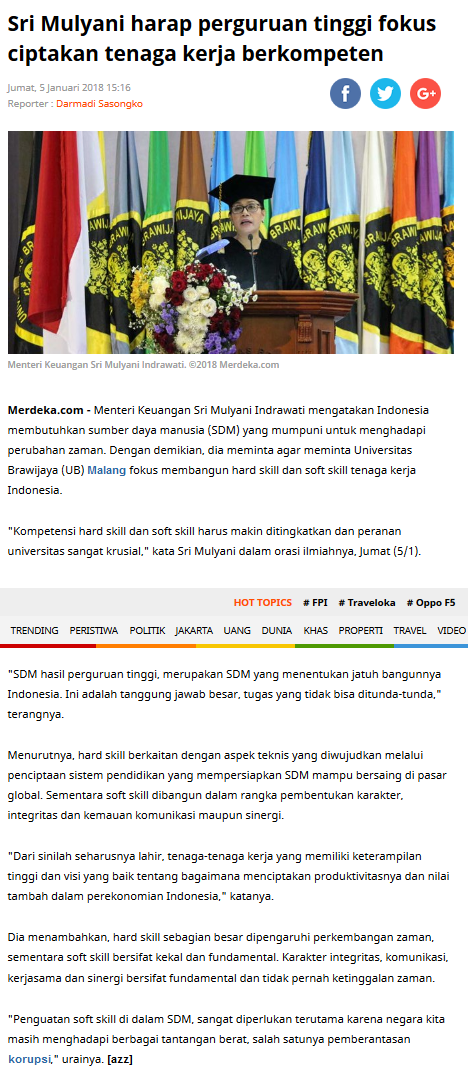 Sri Mulyani harap perguruan tinggi fokus
ciptakan tenaga kerja berkompeten
Jumat, 5 Januari 2018 15:16
Reporter : Darmadi Sasongko
BRAWIJAYA
Menteri Keuangan Sri Mulyani Indrawati. ©2018 Merdeka.com
Merdeka.com - Menteri Keuangan Sri Mulyani Indrawati mengatakan Indonesia
membutuhkan sumber daya manusia (SDM) yang mumpuni untuk menghadapi
perubahan zaman. Dengan demikian, dia meminta agar meminta Universitas
Brawijaya (UB) Malang fokus membangun hard skill dan soft skill tenaga kerja
Indonesia.
"Kompetensi hard skill dan soft skill harus makin ditingkatkan dan peranan
universitas sangat krusial," kata Sri Mulyani dalam orasi ilmiahnya, Jumat (5/1).
HOT TOPICS # FPI # Traveloka # Oppo F5
TRENDING PERISTIWA POLITIK JAKARTA UANG DUNIA KHAS PROPERTI TRAVEL VIDEO
"SDM hasil perguruan tinggi, merupakan SDM yang menentukan jatuh bangunnya
Indonesia. Ini adalah tanggung jawab besar, tugas yang tidak bisa ditunda-tunda,"
terangnya.
Menurutnya, hard skill berkaitan dengan aspek teknis yang diwujudkan melalui
penciptaan sistem pendidikan yang mempersiapkan SDM mampu bersaing di pasar
global. Sementara soft skill dibangun dalam rangka pembentukan karakter,
integritas dan kemauan komunikasi maupun sinergi.
"Dari sinilah seharusnya lahir, tenaga-tenaga kerja yang memiliki keterampilan
tinggi dan visi yang baik tentang bagaimana menciptakan produktivitasnya dan nilai
tambah dalam perekonomian Indonesia," katanya.
Dia menambahkan, hard skill sebagian besar dipengaruhi perkembangan zaman,
sementara soft skill bersifat kekal dan fundamental. Karakter integritas, komunikasi,
kerjasama dan sinergi bersifat fundamental dan tidak pernah ketinggalan zaman.
"Penguatan soft skill di dalam SDM, sangat diperlukan terutama karena negara kita
masih menghadapi berbagai tantangan berat, salah satunya pemberantasan
korupsi," urainya. [azz]